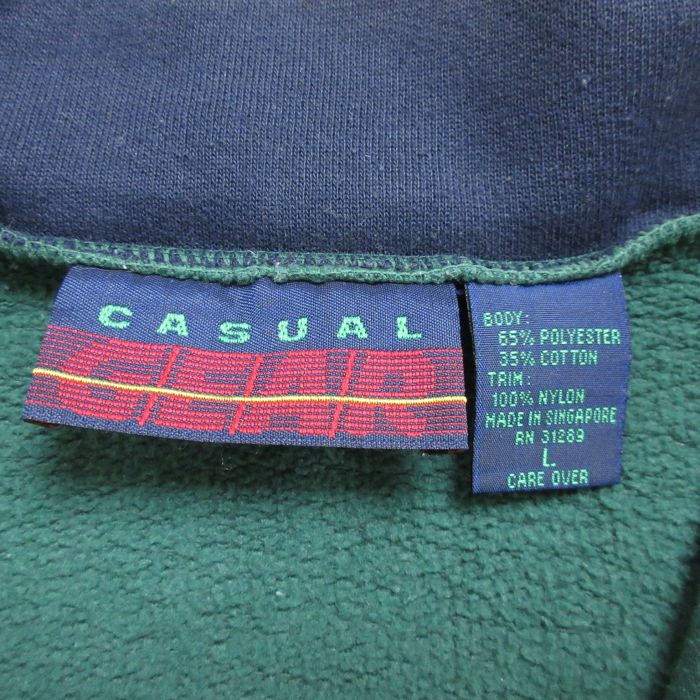 CASUAL
GEAR
BODY:
65% POLYESTER
35% COTTON
TRIM:
100% NYLON
MADE IN SINGAPORE
RN 31289
L
CARE OVER